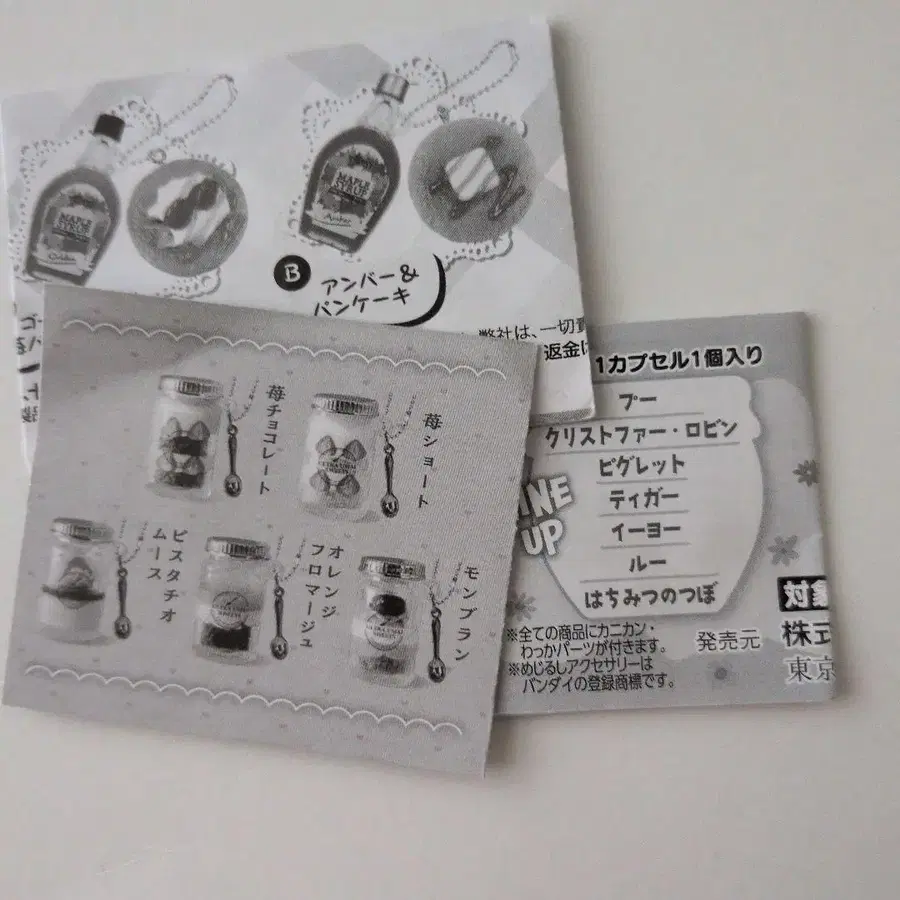 MAPLE
SYRUP
Golden
MAPLE
SYRUP
Amber
B
アンバー&
パンケーキ
弊社は、一切責
返金は
苺チョコレート
苺ショート
ピスタチオ
ムース
オレンジ
フロマージュ
モンブラン
1カプセル1個入り
INE
UP
プー
クリストファー・ロビン
ピグレット
ティガー
イーヨー
ルー
はちみつのつぼ
※全ての商品にカニカン・
わっかパーツが付きます。
※めじるしアクセサリーは
バンダイの登録商標です。
発売元
対象
株式
東京